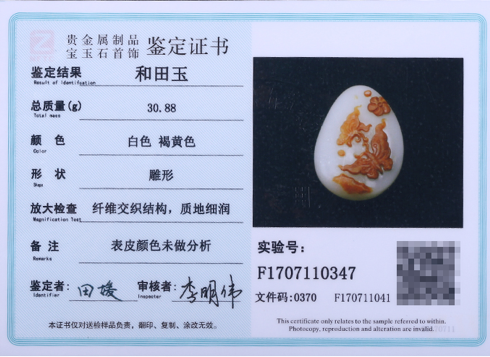 贵金属制品
宝玉石首饰 鉴定证书
鉴定结果 和田玉
Result of Identification
总质量(g) 30.88
Total mass
颜色 白色 褐黄色
Color
形状 雕形
放大检查 纤维交织结构，质地细润
Magnification Test
备注 表皮颜色未做分析
Remarks
鉴定者: 田媛 审核者: 李明伟
Identifier Inspector
本证书仅对送检样品负责，翻印、复制、涂改无效。
实验号：
F1707110347
文件码:0370 F170711041
This certificate only relates to the sample referred to within.
Photocopy, reproduction and alteration are invalid.